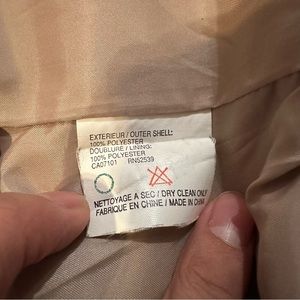 EXTERIEUR / OUTER SHELL:
100% POLYESTER
DOUBLURE / LINING:
100% POLYESTER
CA07101 RN52539
NETTOYAGE A SEC / DRY CLEAN ONLY
FABRIQUE EN CHINE / MADE IN CHINA